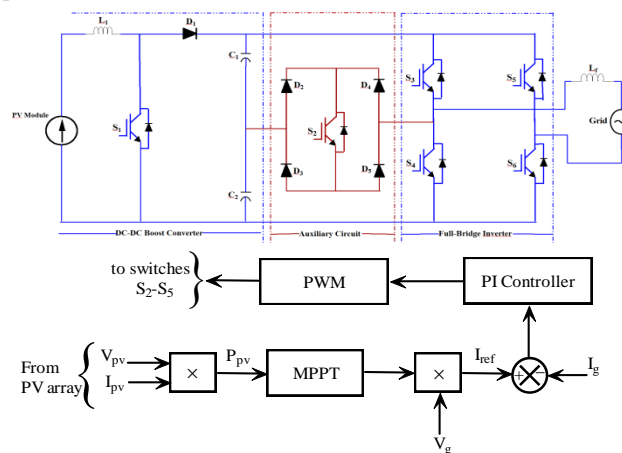 L1
D1
C1
D2
D4
S3
S5
Lf
PV Module
S1
S2
Grid
D3
D5
S4
S6
C2
DC-DC Boost Converter
Auxiliary Circuit
Full-Bridge Inverter
to switches
S2-S5
PWM
PI Controller
From
PV array
Vpv
Ipv
×
Ppv
MPPT
×
Iref
+
−
Ig
Vg